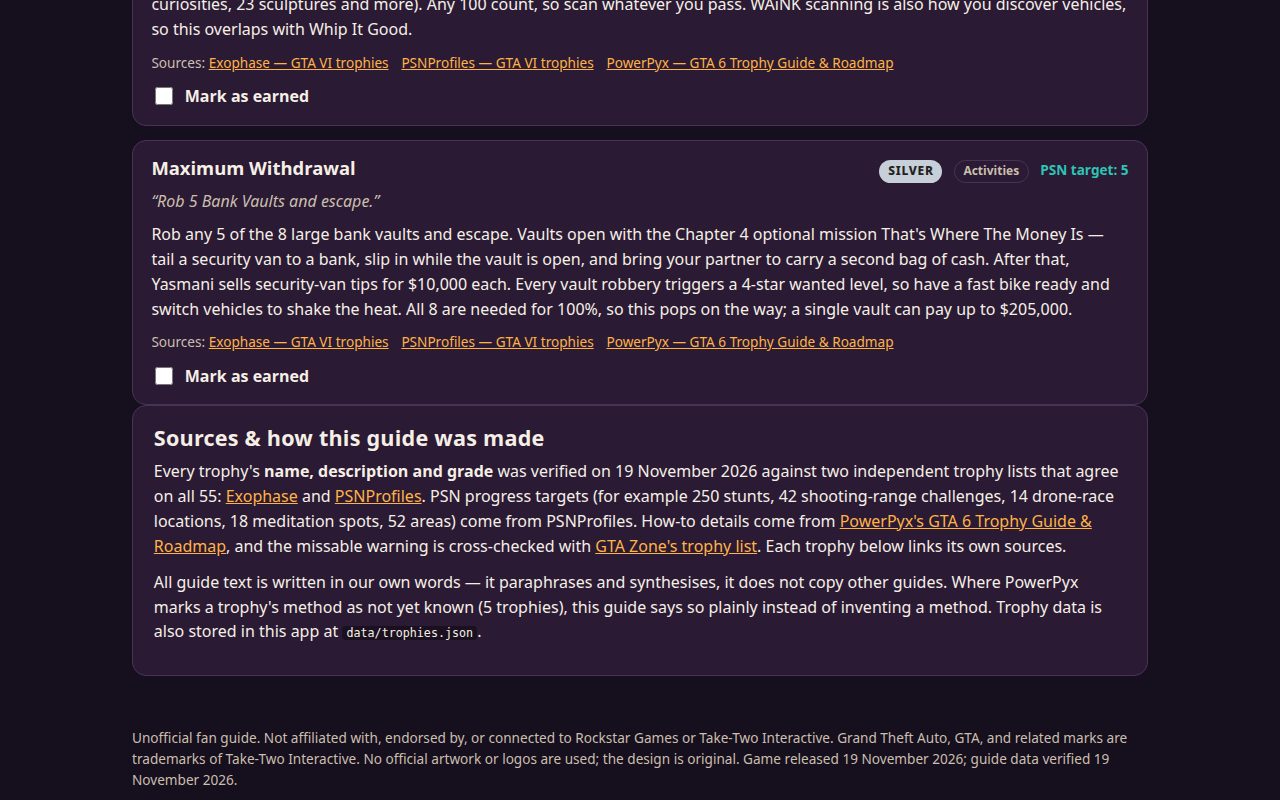 curiosities, 23 sculptures and more). Any 100 count, so scan whatever you pass. WAiNK scanning is also how you discover vehicles,
so this overlaps with Whip It Good.
Sources: Exophase — GTA VI trophies PSNProfiles — GTA VI trophies PowerPyx — GTA 6 Trophy Guide & Roadmap
Mark as earned
Maximum Withdrawal
SILVER Activities PSN target: 5
“Rob 5 Bank Vaults and escape.”
Rob any 5 of the 8 large bank vaults and escape. Vaults open with the Chapter 4 optional mission That's Where The Money Is —
tail a security van to a bank, slip in while the vault is open, and bring your partner to carry a second bag of cash. After that,
Yasmani sells security-van tips for $10,000 each. Every vault robbery triggers a 4-star wanted level, so have a fast bike ready and
switch vehicles to shake the heat. All 8 are needed for 100%, so this pops on the way; a single vault can pay up to $205,000.
Sources: Exophase — GTA VI trophies PSNProfiles — GTA VI trophies PowerPyx — GTA 6 Trophy Guide & Roadmap
Mark as earned
Sources & how this guide was made
Every trophy's name, description and grade was verified on 19 November 2026 against two independent trophy lists that agree
on all 55: Exophase and PSNProfiles. PSN progress targets (for example 250 stunts, 42 shooting-range challenges, 14 drone-race
locations, 18 meditation spots, 52 areas) come from PSNProfiles. How-to details come from PowerPyx's GTA 6 Trophy Guide &
Roadmap, and the missable warning is cross-checked with GTA Zone's trophy list. Each trophy below links its own sources.
All guide text is written in our own words — it paraphrases and synthesises, it does not copy other guides. Where PowerPyx
marks a trophy's method as not yet known (5 trophies), this guide says so plainly instead of inventing a method. Trophy data is
also stored in this app at data/trophies.json.
Unofficial fan guide. Not affiliated with, endorsed by, or connected to Rockstar Games or Take-Two Interactive. Grand Theft Auto, GTA, and related marks are
trademarks of Take-Two Interactive. No official artwork or logos are used; the design is original. Game released 19 November 2026; guide data verified 19
November 2026.